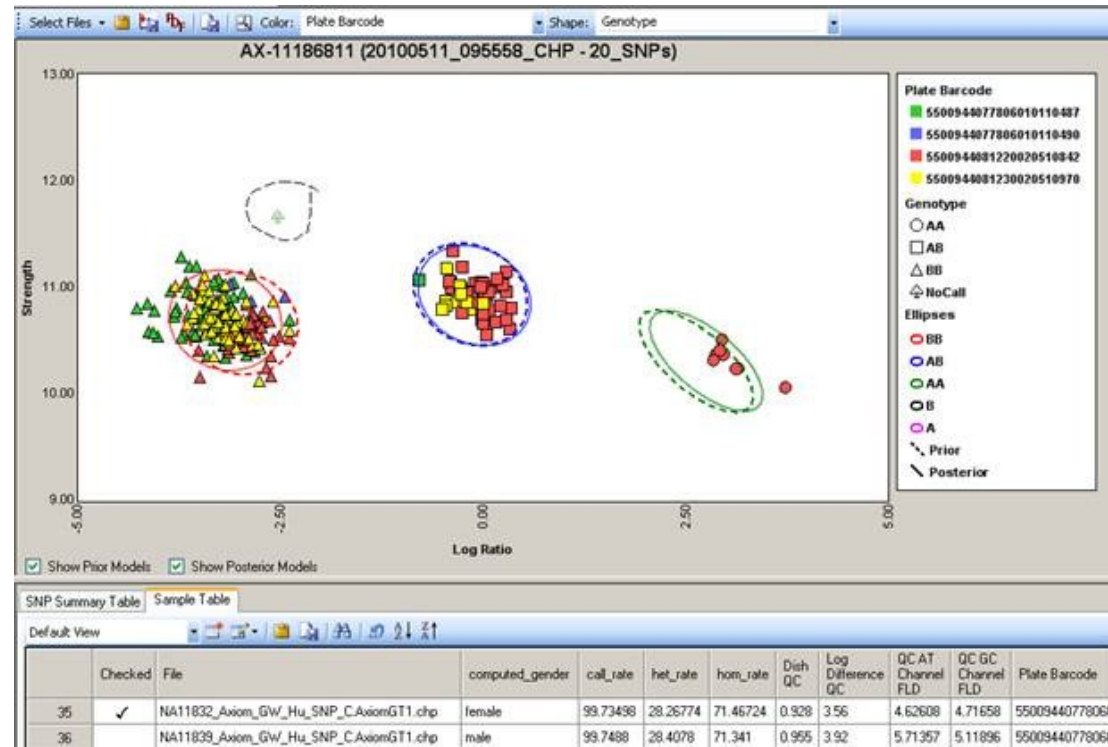 Select Files Color: Plate Barcode Shape: Genotype
AX-11186811 (20100511_095558_CHP - 20_SNPs)
13.00
12.00
11.00
10.00
9.00
Strength
-5.00 -2.50 0.00 2.50 5.00
Log Ratio
Plate Barcode
5500944077806010110487
5500944077806010110490
5500944081220020510842
5500944081230020510970
Genotype
AA
AB
BB
NoCall
Ellipses
BB
AB
AA
B
A
Prior
Posterior
Show Prior Models Show Posterior Models
SNP Summary Table Sample Table
Default View
Checked File computed_gender call_rate het_rate hom_rate Dish QC Log Difference QC QC AT Channel FLD QC GC Channel FLD Plate Barcode
35 ✓ NA11832_Axiom_GW_Hu_SNP_C.AxiomGT1.chp female 99.73498 28.26774 71.46724 0.928 3.56 4.62608 4.71658 5500944077806
36 NA11839_Axiom_GW_Hu_SNP_C.AxiomGT1.chp male 99.7488 28.4078 71.341 0.955 3.92 5.71357 5.11896 5500944077806